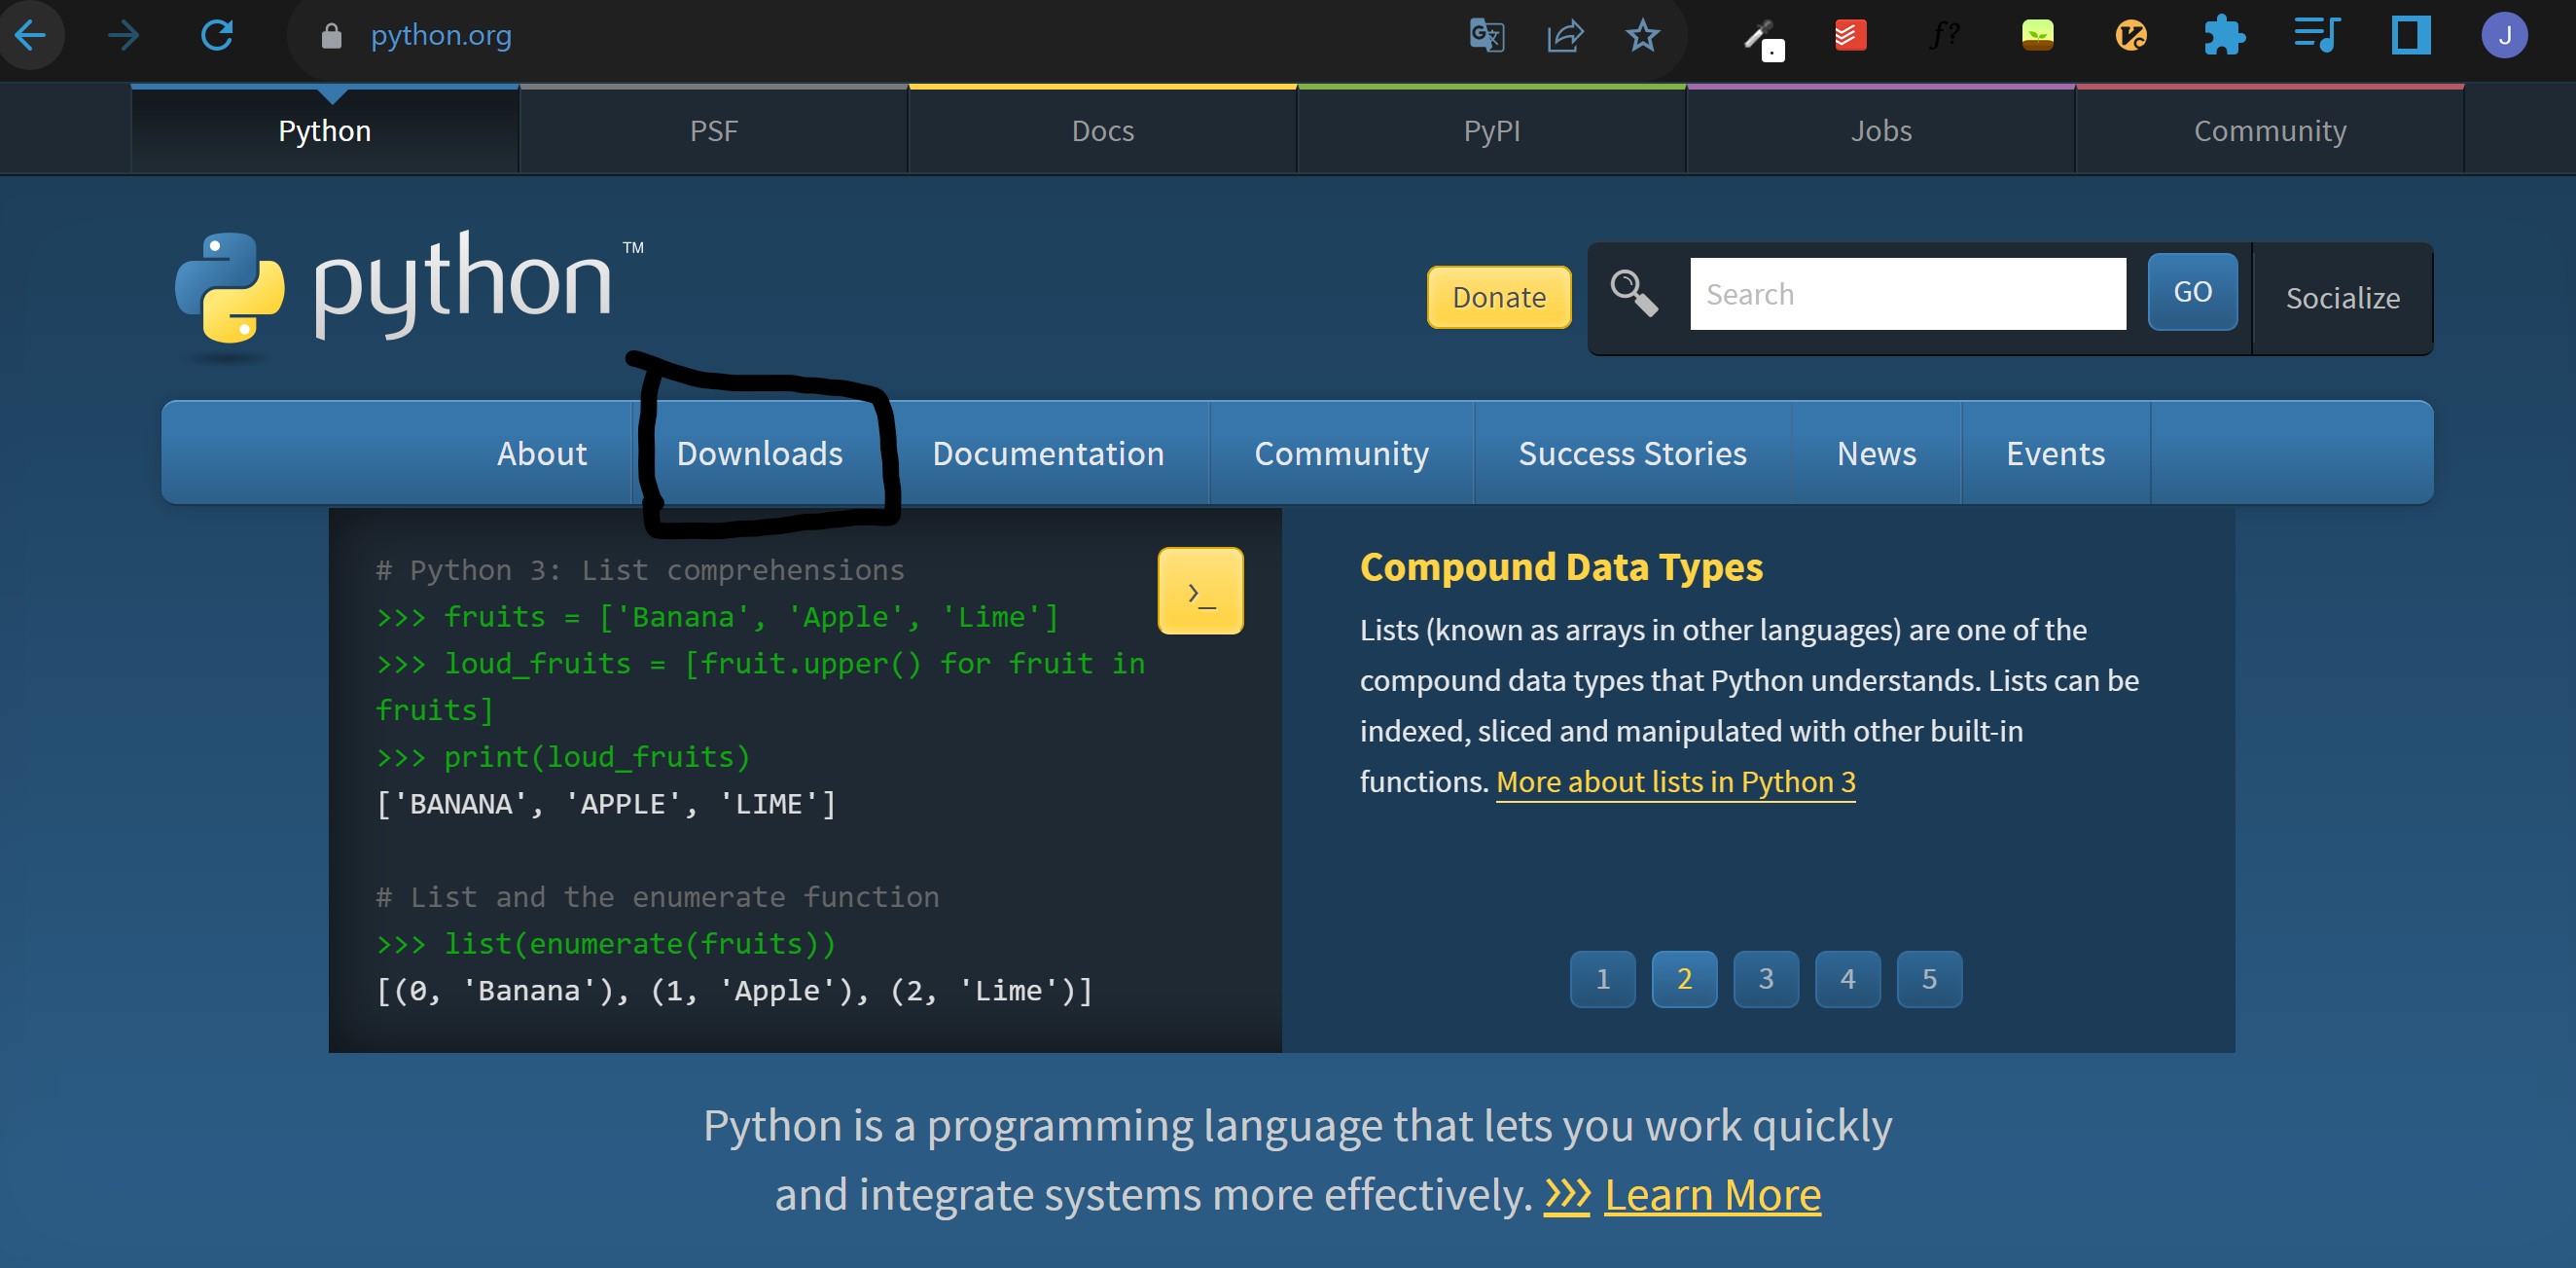 python.org
J
Python PSF Docs PyPI Jobs Community
python™
Donate Search GO Socialize
About Downloads Documentation Community Success Stories News Events
# Python 3: List comprehensions
>>> fruits = ['Banana', 'Apple', 'Lime']
>>> loud_fruits = [fruit.upper() for fruit in
fruits]
>>> print(loud_fruits)
['BANANA', 'APPLE', 'LIME']
# List and the enumerate function
>>> list(enumerate(fruits))
[(0, 'Banana'), (1, 'Apple'), (2, 'Lime')]
>_
Compound Data Types
Lists (known as arrays in other languages) are one of the
compound data types that Python understands. Lists can be
indexed, sliced and manipulated with other built-in
functions. More about lists in Python 3
1 2 3 4 5
Python is a programming language that lets you work quickly
and integrate systems more effectively. >>> Learn More